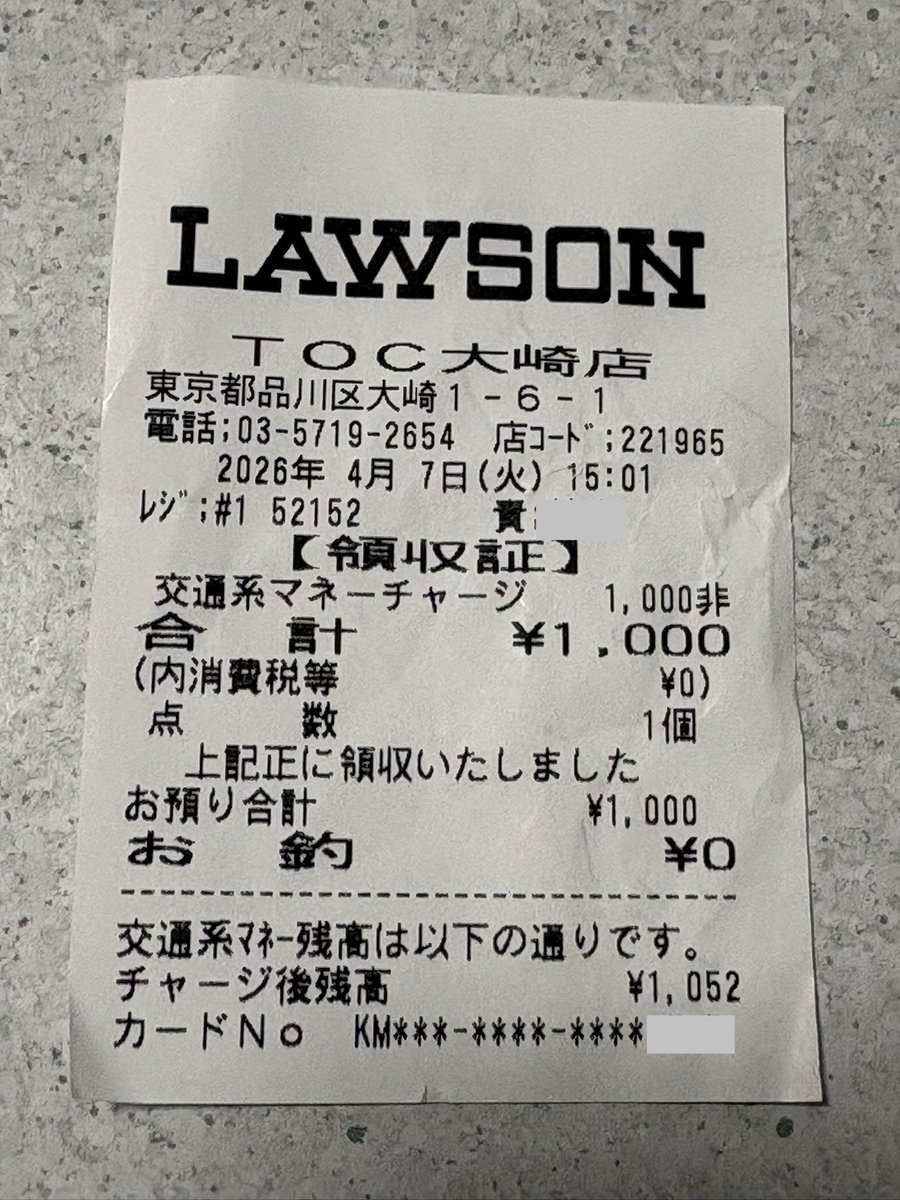 LAWSON
TOC大崎店
東京都品川区大崎1-6-1
電話;03-5719-2654 店ｺｰﾄﾞ;221965
2026年 4月 7日(火) 15:01
ﾚｼﾞ;#1 52152 責:
【領収証】
交通系マネーチャージ 1,000非
合 計 ¥1,000
(内消費税等 ¥0)
点 数 1個
上記正に領収いたしました
お預り合計 ¥1,000
お 釣 ¥0
交通系ﾏﾈｰ残高は以下の通りです。
チャージ後残高 ¥1,052
カードNo KM***-****-****